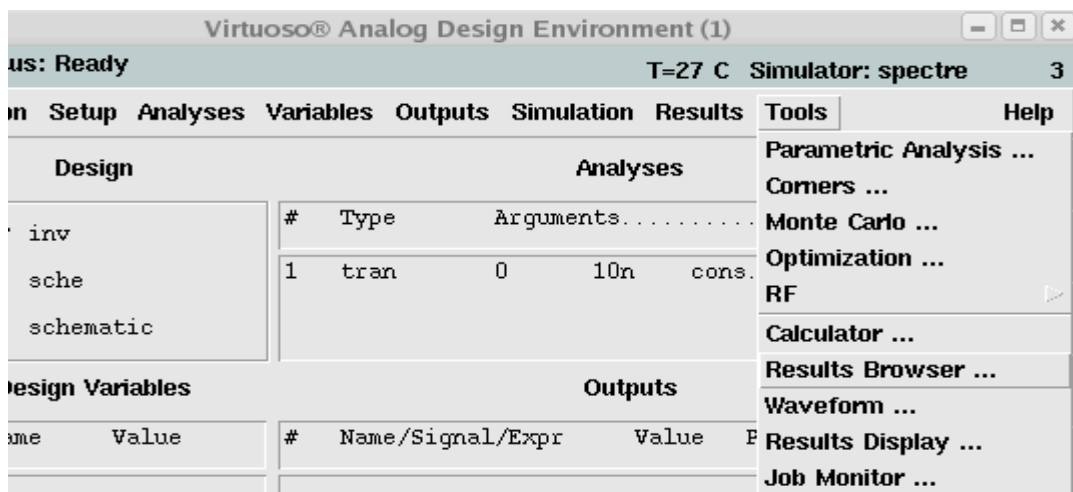 Virtuoso® Analog Design Environment (1)
us: Ready T=27 C Simulator: spectre 3
on Setup Analyses Variables Outputs Simulation Results Tools Help
Parametric Analysis ...
Design Analyses
Corners ...
# Type Arguments..........
Monte Carlo ...
inv
Optimization ...
1 tran 0 10n cons.
sche
RF
schematic
Calculator ...
Results Browser ...
Design Variables Outputs
Waveform ...
ame Value # Name/Signal/Expr Value P
Results Display ...
Job Monitor ...